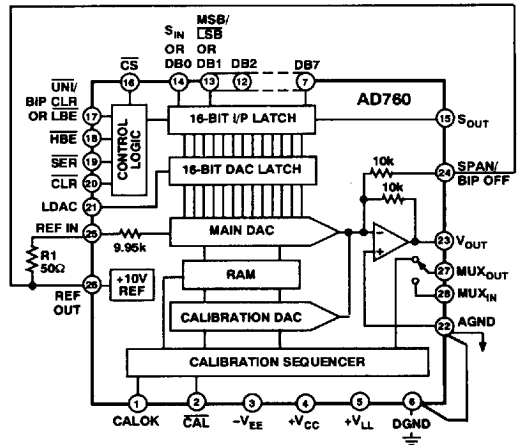 S_IN OR DB0
MSB/LSB OR DB1
DB2
DB7
CS
16
14
13
12
7
AD760
UNI/BIP CLR OR LBE
17
HBE
18
SER
19
CLR
20
LDAC
21
REF IN
25
R1
50Ω
26
REF OUT
CONTROL LOGIC
16-BIT I/P LATCH
16-BIT DAC LATCH
9.95k
MAIN DAC
+10V REF
RAM
CALIBRATION DAC
CALIBRATION SEQUENCER
10k
10k
−
+
15
S_OUT
24
SPAN/BIP OFF
23
V_OUT
27
MUX_OUT
28
MUX_IN
22
AGND
1
2
3
4
5
6
CALOK
CAL
−V_EE
+V_CC
+V_LL
DGND